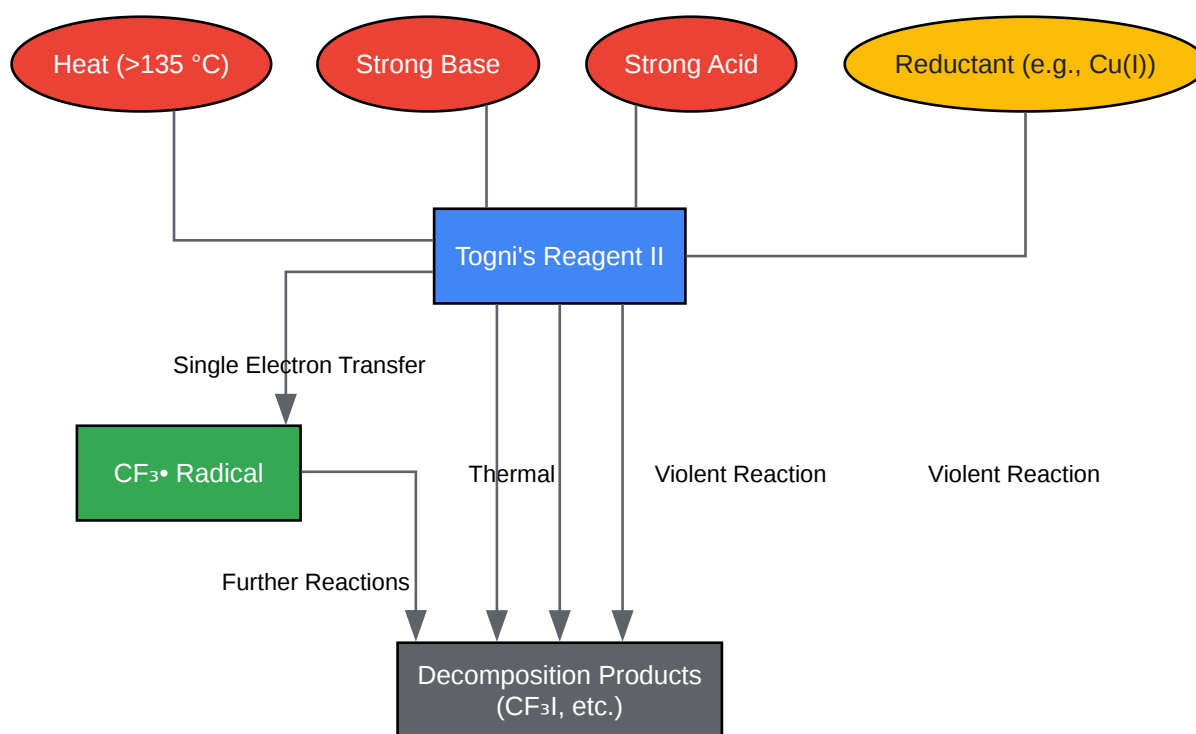 Heat (>135 °C)
Strong Base
Strong Acid
Reductant (e.g., Cu(I))
Togni's Reagent II
Single Electron Transfer
CF₃• Radical
Thermal
Violent Reaction
Violent Reaction
Further Reactions
Decomposition Products
(CF₃I, etc.)